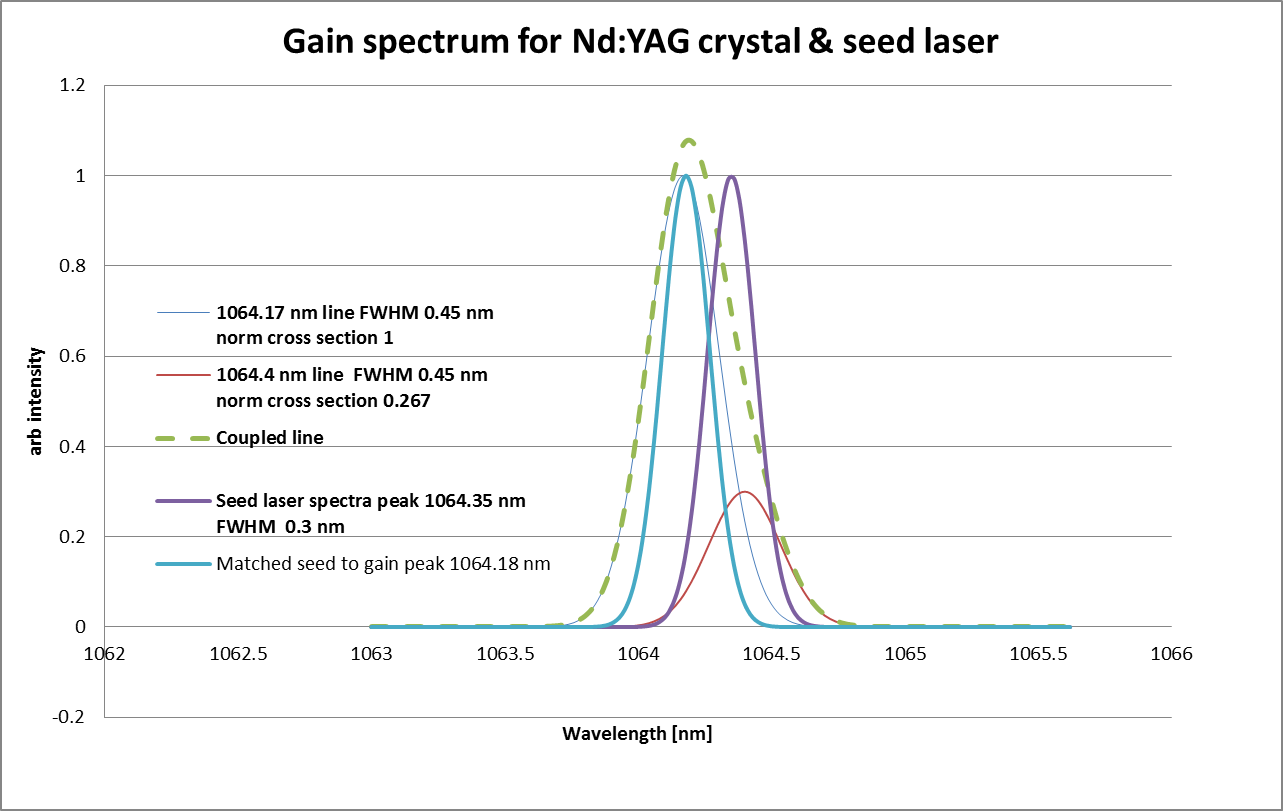 Gain spectrum for Nd:YAG crystal & seed laser
1.2
1
0.8
0.6
0.4
0.2
0
-0.2
arb intensity
1064.17 nm line FWHM 0.45 nm
norm cross section 1
1064.4 nm line  FWHM 0.45 nm
norm cross section 0.267
Coupled line
Seed laser spectra peak 1064.35 nm
FWHM  0.3 nm
Matched seed to gain peak 1064.18 nm
1062 1062.5 1063 1063.5 1064 1064.5 1065 1065.5 1066
Wavelength [nm]